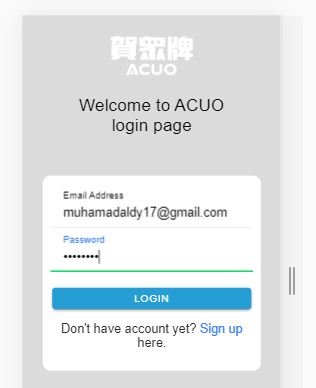 賀眾牌
ACUO
Welcome to ACUO
login page
Email Address
muhamadaldy17@gmail.com
Password
••••••••
LOGIN
Don't have account yet? Sign up
here.